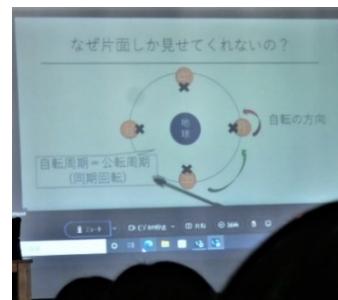 なぜ片面しか見せてくれないの？
地
球
自転の方向
自転周期＝公転周期
(同期回転)